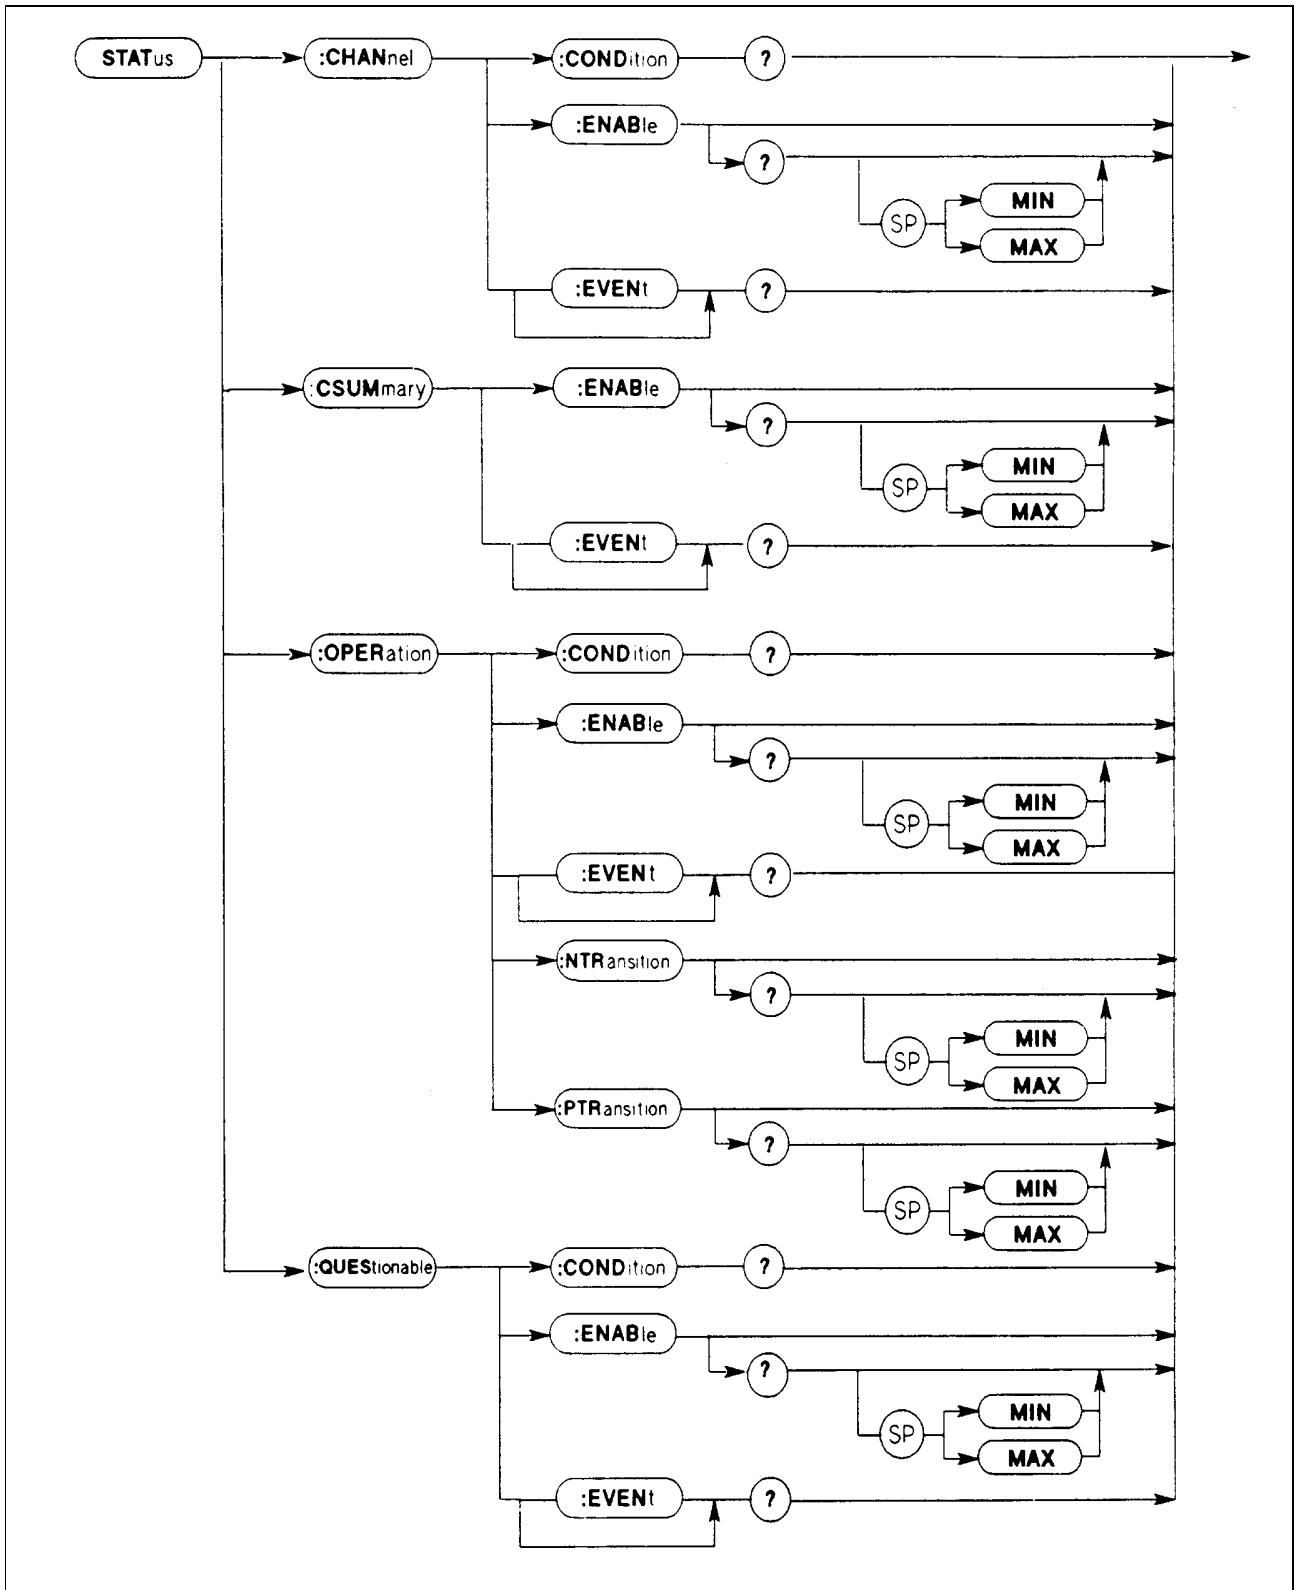 STATus :CHANnel :CONDition ?
:ENABle
?
MIN
SP
MAX
:EVENt ?
:CSUMmary :ENABle
?
MIN
SP
MAX
:EVENt ?
:OPERation :CONDition ?
:ENABle
?
MIN
SP
MAX
:EVENt ?
:NTRansition
?
MIN
SP
MAX
:PTRansition
?
MIN
SP
MAX
:QUEStionable :CONDition ?
:ENABle
?
MIN
SP
MAX
:EVENt ?